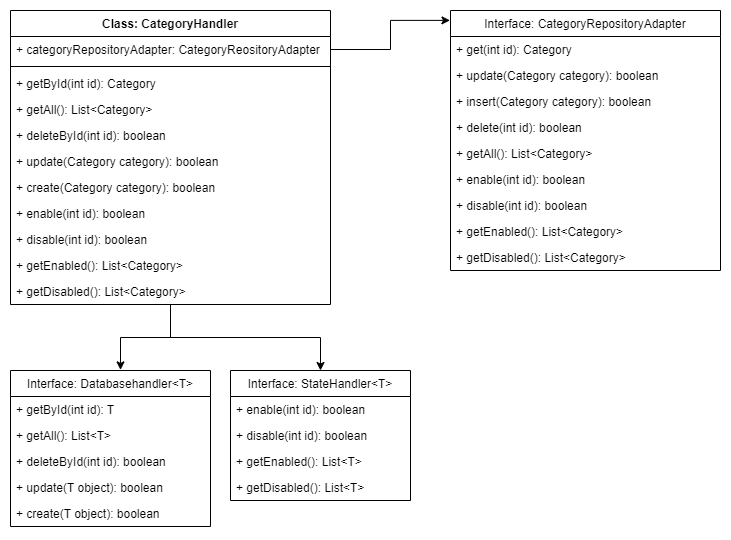 Class: CategoryHandler
+ categoryRepositoryAdapter: CategoryReositoryAdapter
+ getById(int id): Category
+ getAll(): List<Category>
+ deleteById(int id): boolean
+ update(Category category): boolean
+ create(Category category): boolean
+ enable(int id): boolean
+ disable(int id): boolean
+ getEnabled(): List<Category>
+ getDisabled(): List<Category>
Interface: CategoryRepositoryAdapter
+ get(int id): Category
+ update(Category category): boolean
+ insert(Category category): boolean
+ delete(int id): boolean
+ getAll(): List<Category>
+ enable(int id): boolean
+ disable(int id): boolean
+ getEnabled(): List<Category>
+ getDisabled(): List<Category>
Interface: Databasehandler<T>
+ getById(int id): T
+ getAll(): List<T>
+ deleteById(int id): boolean
+ update(T object): boolean
+ create(T object): boolean
Interface: StateHandler<T>
+ enable(int id): boolean
+ disable(int id): boolean
+ getEnabled(): List<T>
+ getDisabled(): List<T>